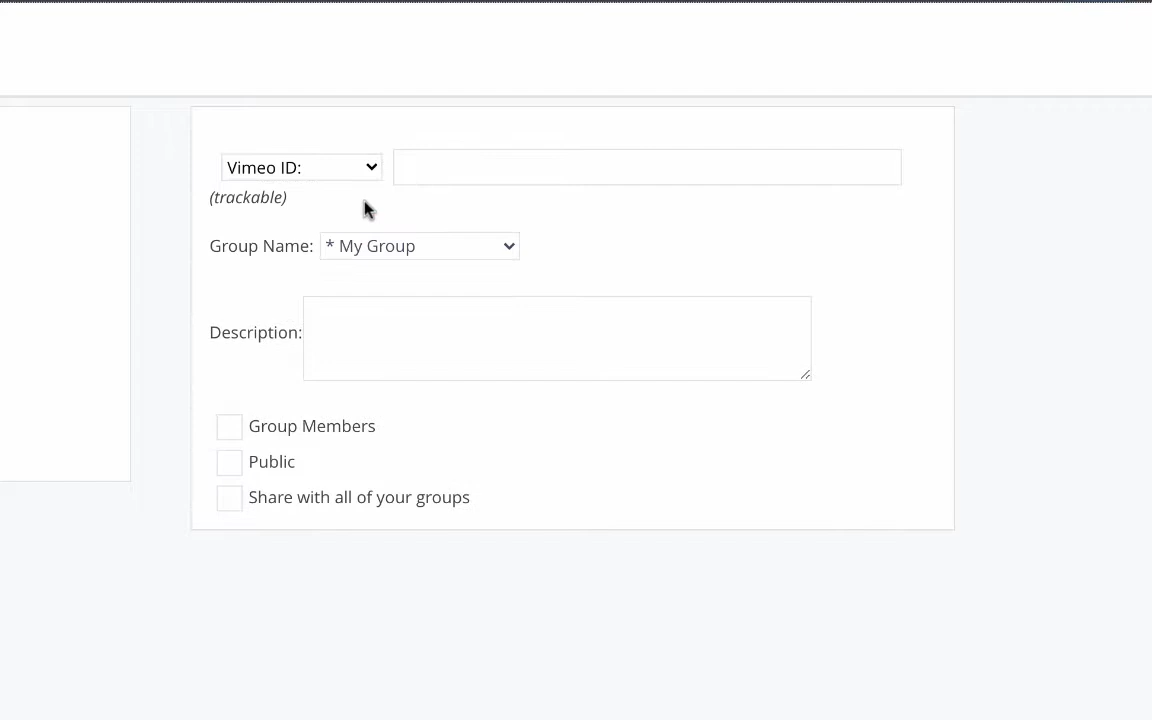 Vimeo ID:
(trackable)
Group Name: * My Group
Description:
Group Members
Public
Share with all of your groups